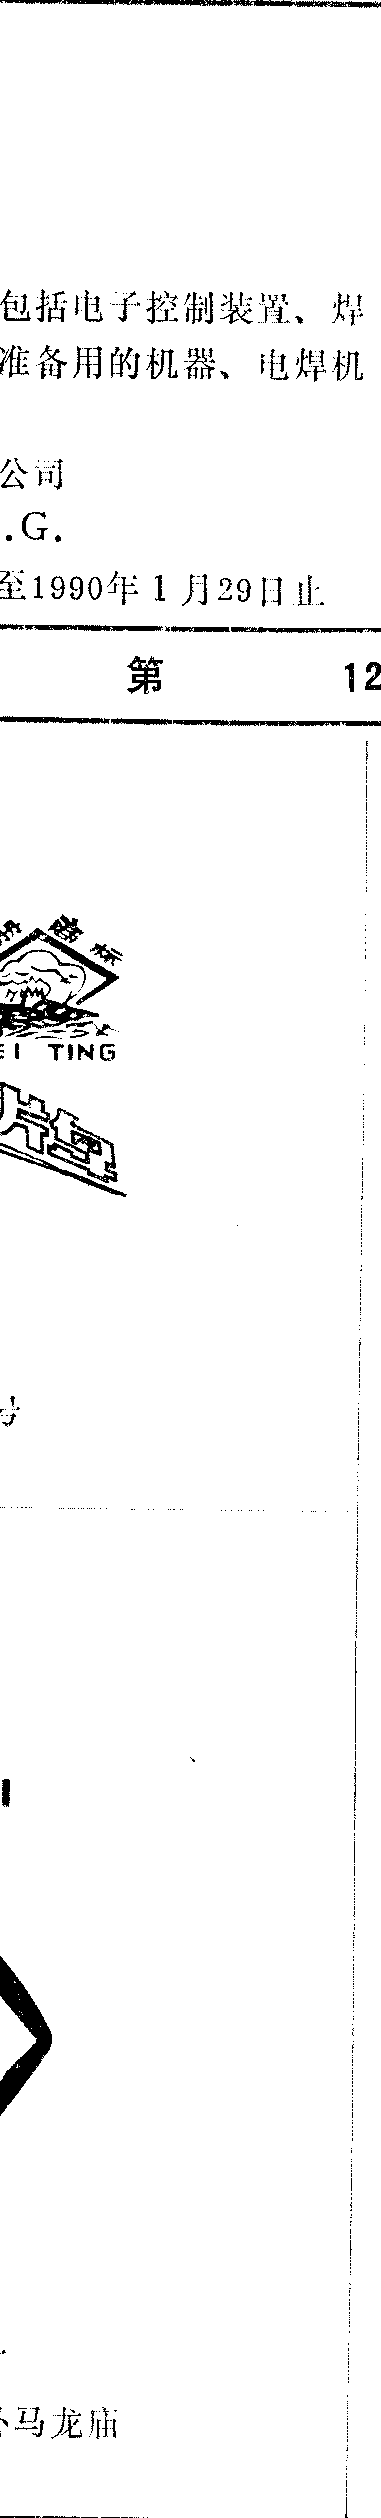 包括电子控制装置、焊
准备用的机器、电焊机
公司
.G.
至1990年1月29日止
第 12
商标
EI TING
片
号
马龙庙